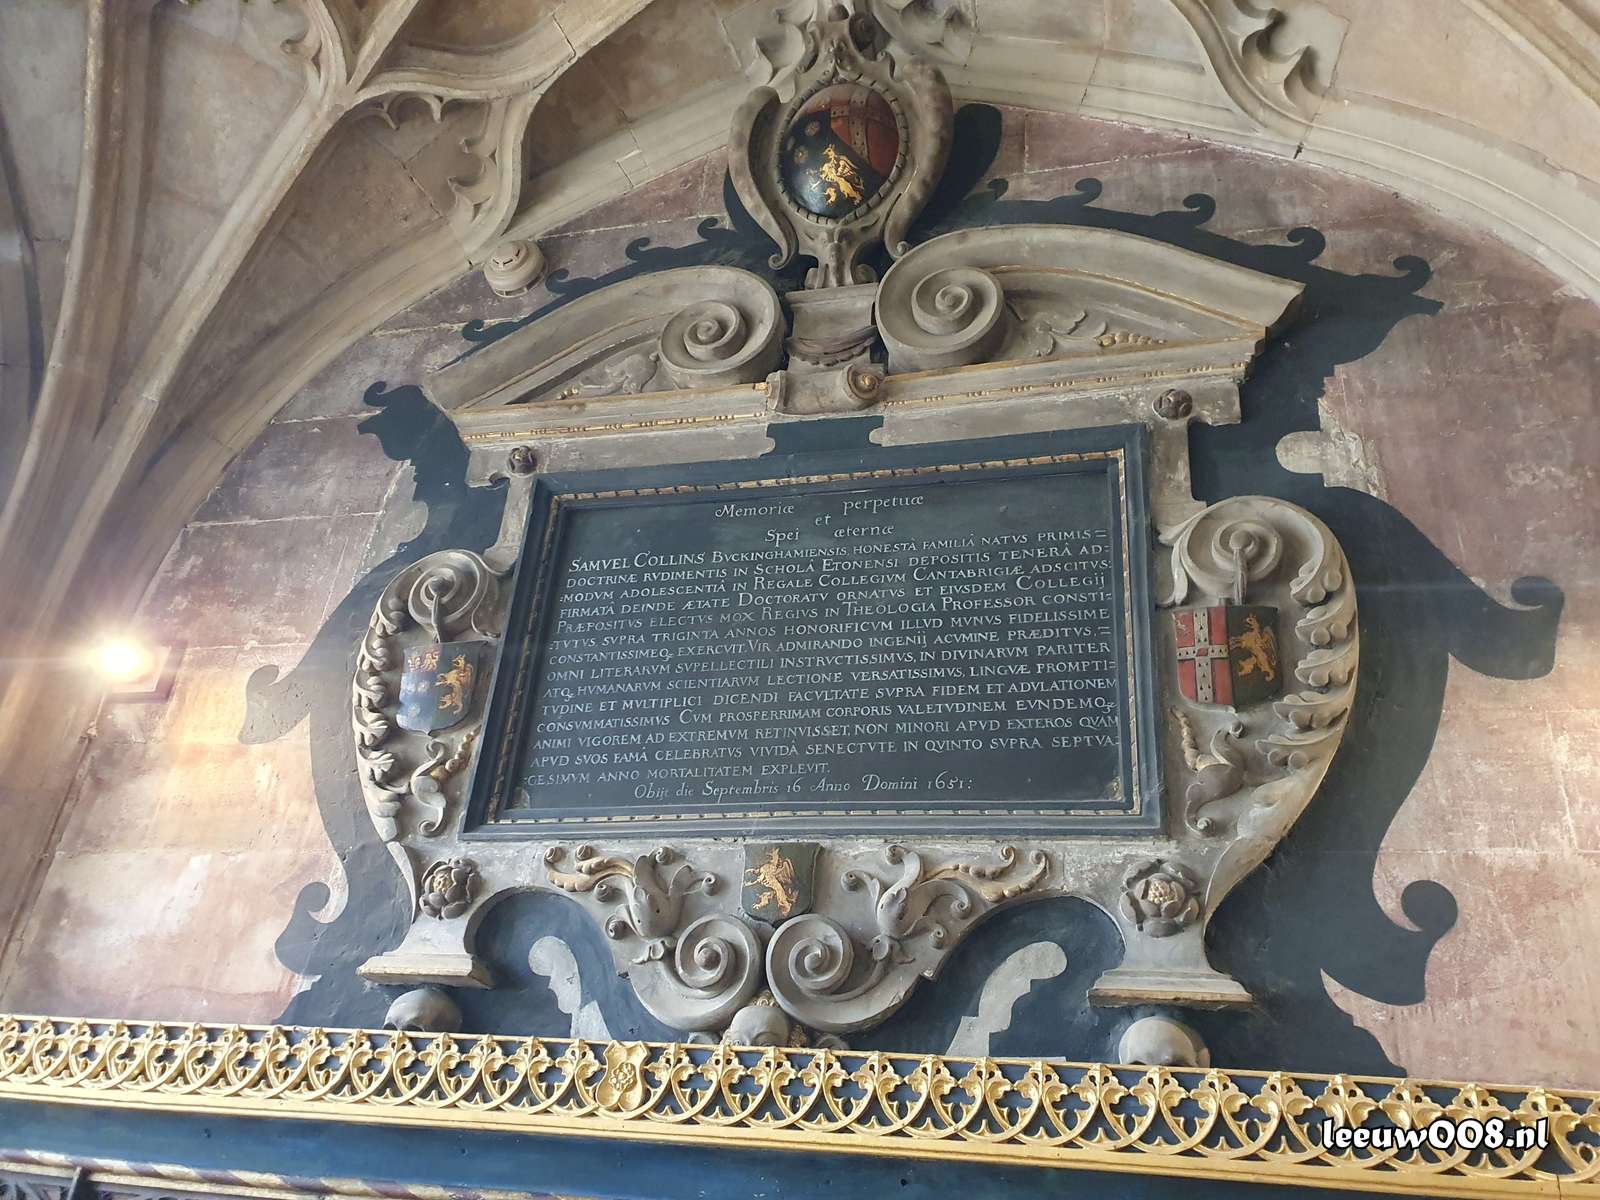 Memoriæ perpetuæ
et
Spei æternæ
SAMVEL COLLINS BVCKINGHAMIENSIS, HONESTÂ FAMILIÂ NATVS PRIMIS=
DOCTRINÆ RVDIMENTIS IN SCHOLÂ ETONENSI DEPOSITIS TENERÂ AD=
=MODVM ADOLESCENTIÂ IN REGALE COLLEGIVM CANTABRIGIÆ ADSCITVS:
FIRMATÂ DEINDE ÆTATE DOCTORATV ORNATVS ET EIVSDEM COLLEGIJ
PRÆPOSITVS ELECTVS MOX REGIVS IN THEOLOGIA PROFESSOR CONSTI=
=TVTVS SVPRA TRIGINTA ANNOS HONORIFICVM ILLVD MVNVS FIDELISSIME
CONSTANTISSIMEQ; EXERCVIT. VIR ADMIRANDO INGENIJ ACVMINE PRÆDITVS,
OMNI LITERARVM SVPELLECTILI INSTRVCTISSIMVS, IN DIVINARVM PARITER
ATQ; HVMANARVM SCIENTIARVM LECTIONE VERSATISSIMVS, LINGVÆ PROMPTI=
TVDINE ET MVLTIPLICI DICENDI FACVLTATE SVPRA FIDEM ET ADVLATIONEM
CONSVMMATISSIMVS CVM PROSPERRIMAM CORPORIS VALETVDINEM EVNDEMQ;
ANIMI VIGOREM AD EXTREMVM RETINVISSET, NON MINORI APVD EXTEROS QVAM
APVD SVOS FAMÂ CELEBRATVS VIVIDÂ SENECTVTE IN QVINTO SVPRA SEPTVA=
=GESIMVM ANNO MORTALITATEM EXPLEVIT.
Obijt die Septembris 16 Anno Domini 1651:
leeuw008.nl